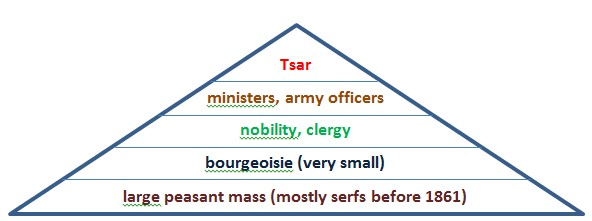 Tsar
ministers, army officers
nobility, clergy
bourgeoisie (very small)
large peasant mass (mostly serfs before 1861)